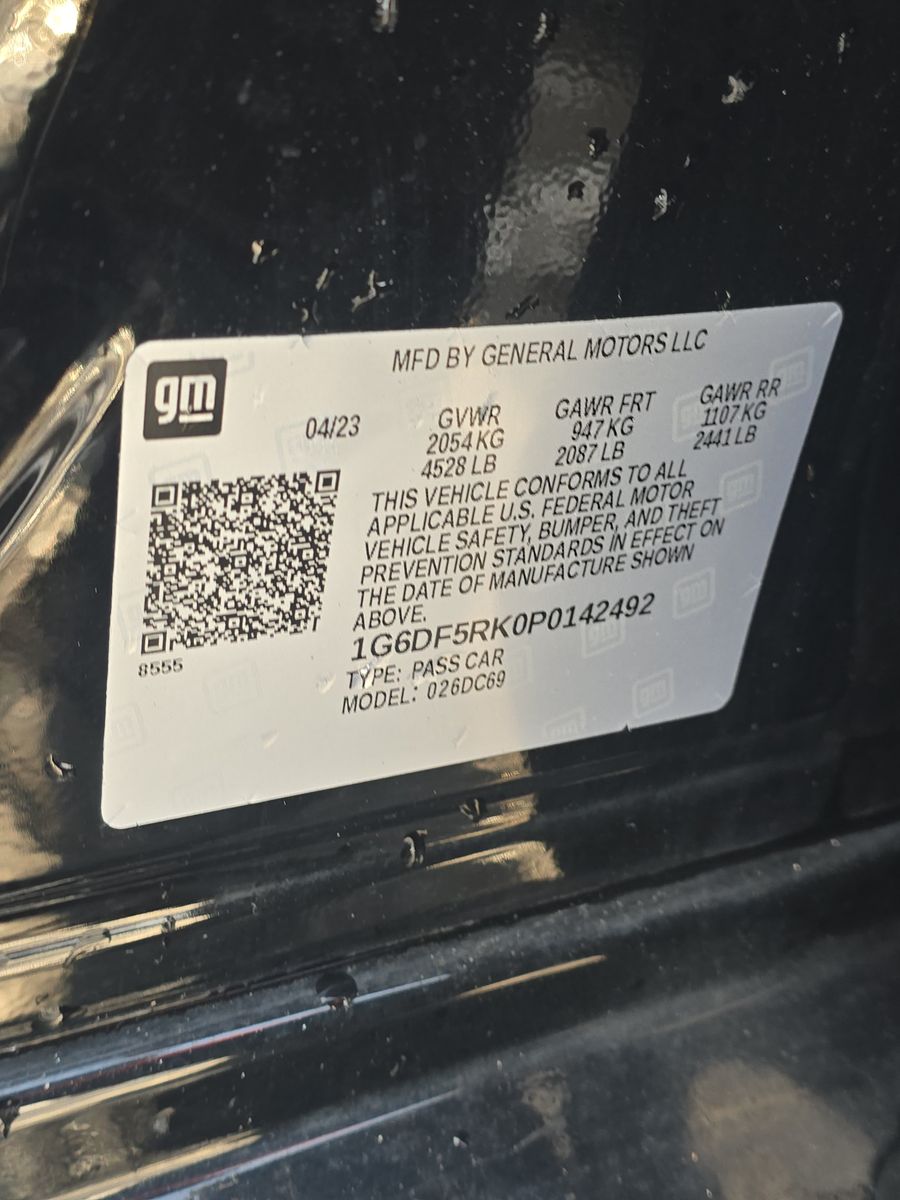 MFD BY GENERAL MOTORS LLC
gm
04/23
GVWR
2054 KG
4528 LB
GAWR FRT
947 KG
2087 LB
GAWR RR
1107 KG
2441 LB
THIS VEHICLE CONFORMS TO ALL
APPLICABLE U.S. FEDERAL MOTOR
VEHICLE SAFETY, BUMPER, AND THEFT
PREVENTION STANDARDS IN EFFECT ON
THE DATE OF MANUFACTURE SHOWN
ABOVE.
1G6DF5RK0P0142492
TYPE: PASS CAR
MODEL: 026DC69
8555